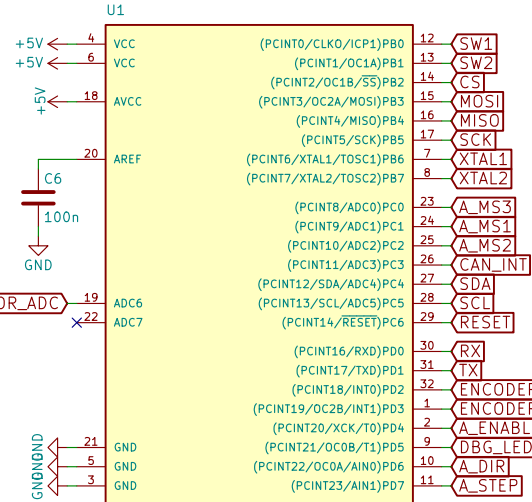 U1
+5V 4 VCC (PCINT0/CLKO/ICP1)PB0 12 SW1
+5V 6 VCC (PCINT1/OC1A)PB1 13 SW2
(PCINT2/OC1B/SS)PB2 14 CS
+5V 18 AVCC (PCINT3/OC2A/MOSI)PB3 15 MOSI
(PCINT4/MISO)PB4 16 MISO
(PCINT5/SCK)PB5 17 SCK
20 AREF (PCINT6/XTAL1/TOSC1)PB6 7 XTAL1
C6 (PCINT7/XTAL2/TOSC2)PB7 8 XTAL2
100n (PCINT8/ADC0)PC0 23 A_MS3
(PCINT9/ADC1)PC1 24 A_MS1
(PCINT10/ADC2)PC2 25 A_MS2
GND (PCINT11/ADC3)PC3 26 CAN_INT
(PCINT12/SDA/ADC4)PC4 27 SDA
OR_ADC 19 ADC6 (PCINT13/SCL/ADC5)PC5 28 SCL
22 ADC7 (PCINT14/RESET)PC6 29 RESET
(PCINT16/RXD)PD0 30 RX
(PCINT17/TXD)PD1 31 TX
(PCINT18/INT0)PD2 32 ENCODER
(PCINT19/OC2B/INT1)PD3 1 ENCODER
(PCINT20/XCK/T0)PD4 2 A_ENABL
GND 21 GND (PCINT21/OC0B/T1)PD5 9 DBG_LED
GND 5 GND (PCINT22/OC0A/AIN0)PD6 10 A_DIR
GND 3 GND (PCINT23/AIN1)PD7 11 A_STEP